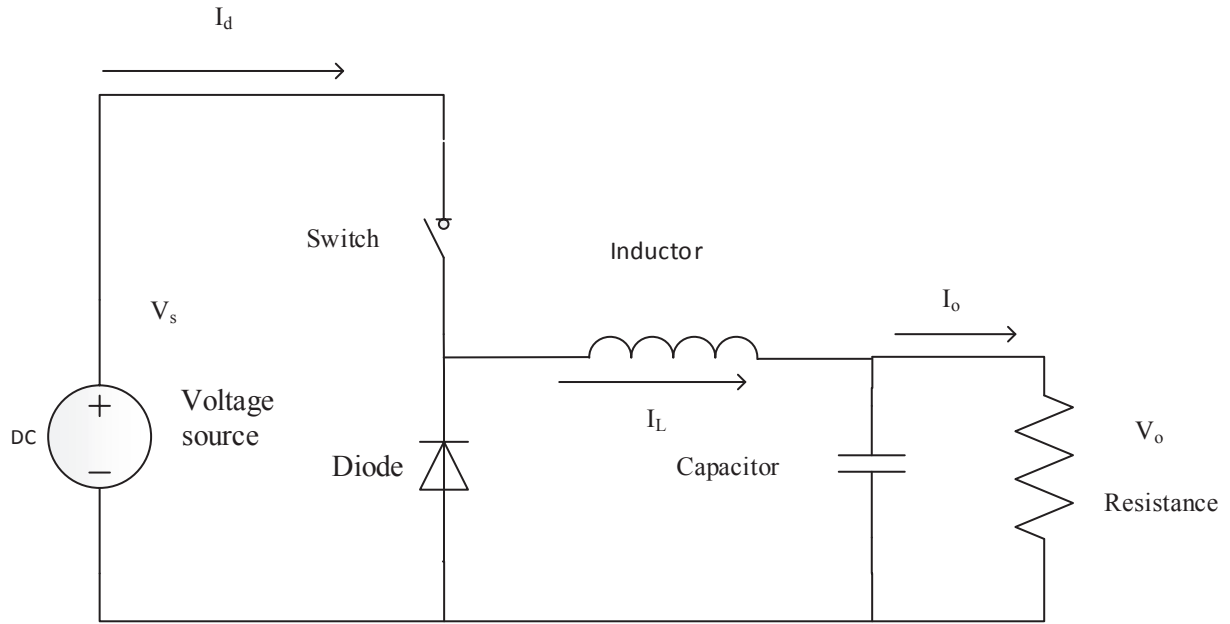 I_d
Switch
Inductor
V_s
I_o
Voltage
source
DC
+
−
I_L
Diode
Capacitor
V_o
Resistance